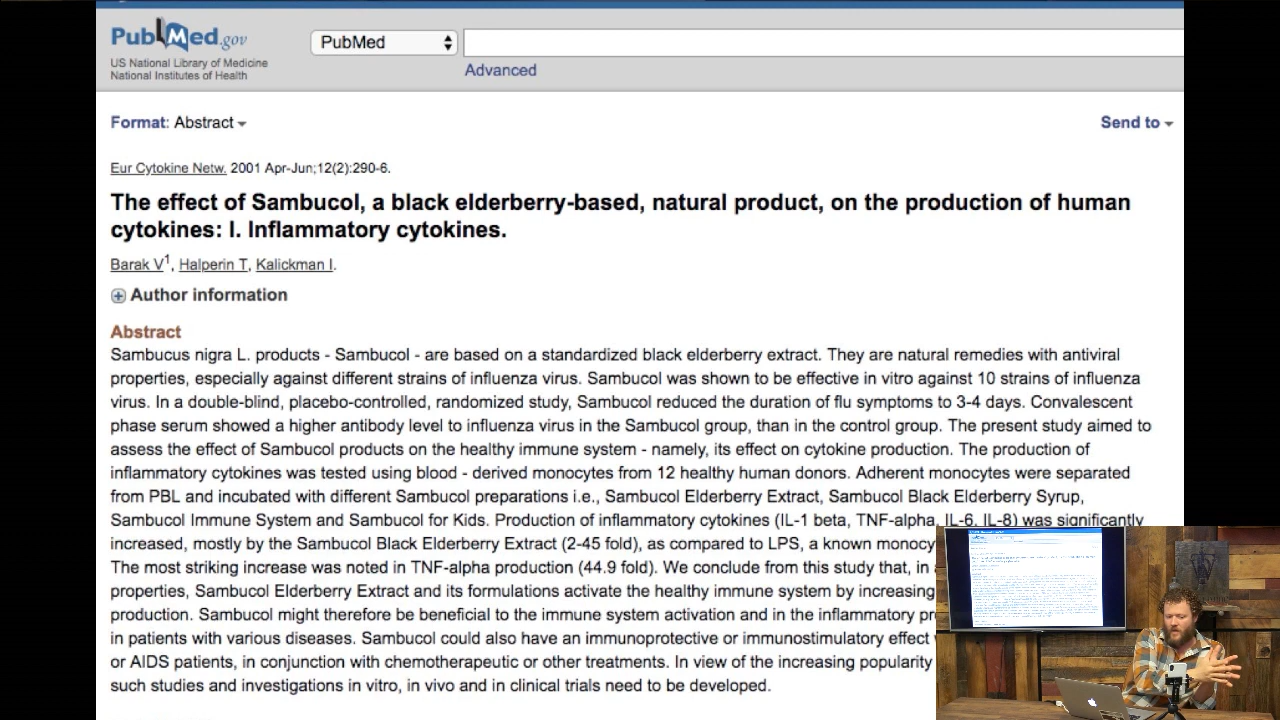 PubMed.gov
US National Library of Medicine
National Institutes of Health
PubMed
Advanced
Format: Abstract
Send to
Eur Cytokine Netw. 2001 Apr-Jun;12(2):290-6.
The effect of Sambucol, a black elderberry-based, natural product, on the production of human
cytokines: I. Inflammatory cytokines.
Barak V1, Halperin T, Kalickman I.
Author information
Abstract
Sambucus nigra L. products - Sambucol - are based on a standardized black elderberry extract. They are natural remedies with antiviral
properties, especially against different strains of influenza virus. Sambucol was shown to be effective in vitro against 10 strains of influenza
virus. In a double-blind, placebo-controlled, randomized study, Sambucol reduced the duration of flu symptoms to 3-4 days. Convalescent
phase serum showed a higher antibody level to influenza virus in the Sambucol group, than in the control group. The present study aimed to
assess the effect of Sambucol products on the healthy immune system - namely, its effect on cytokine production. The production of
inflammatory cytokines was tested using blood - derived monocytes from 12 healthy human donors. Adherent monocytes were separated
from PBL and incubated with different Sambucol preparations i.e., Sambucol Elderberry Extract, Sambucol Black Elderberry Syrup,
Sambucol Immune System and Sambucol for Kids. Production of inflammatory cytokines (IL-1 beta, TNF-alpha, IL-6, IL-8) was significantly
increased, mostly by the Sambucol Black Elderberry Extract (2-45 fold), as compared to LPS, a known monocy
The most striking increase was noted in TNF-alpha production (44.9 fold). We conclude from this study that, in a
properties, Sambucol Elderberry Extract and its formulations activate the healthy immune system by increasing
production. Sambucol might therefore be beneficial to the immune system activation and in the inflammatory pro
in patients with various diseases. Sambucol could also have an immunoprotective or immunostimulatory effect w
or AIDS patients, in conjunction with chemotherapeutic or other treatments. In view of the increasing popularity
such studies and investigations in vitro, in vivo and in clinical trials need to be developed.